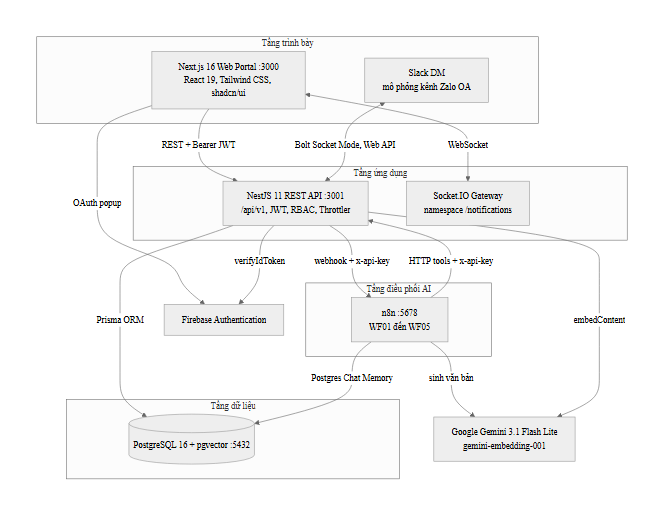 Tầng trình bày
Next.js 16 Web Portal :3000
React 19, Tailwind CSS,
shadcn/ui
Slack DM
mô phỏng kênh Zalo OA
REST + Bearer JWT
Bolt Socket Mode, Web API
WebSocket
Tầng ứng dụng
NestJS 11 REST API :3001
/api/v1, JWT, RBAC, Throttler
Socket.IO Gateway
namespace /notifications
OAuth popup
verifyIdToken
webhook + x-api-key
HTTP tools + x-api-key
Tầng điều phối AI
n8n :5678
WF01 đến WF05
Prisma ORM
Firebase Authentication
embedContent
Postgres Chat Memory
sinh văn bản
Tầng dữ liệu
PostgreSQL 16 + pgvector :5432
Google Gemini 3.1 Flash Lite
gemini-embedding-001